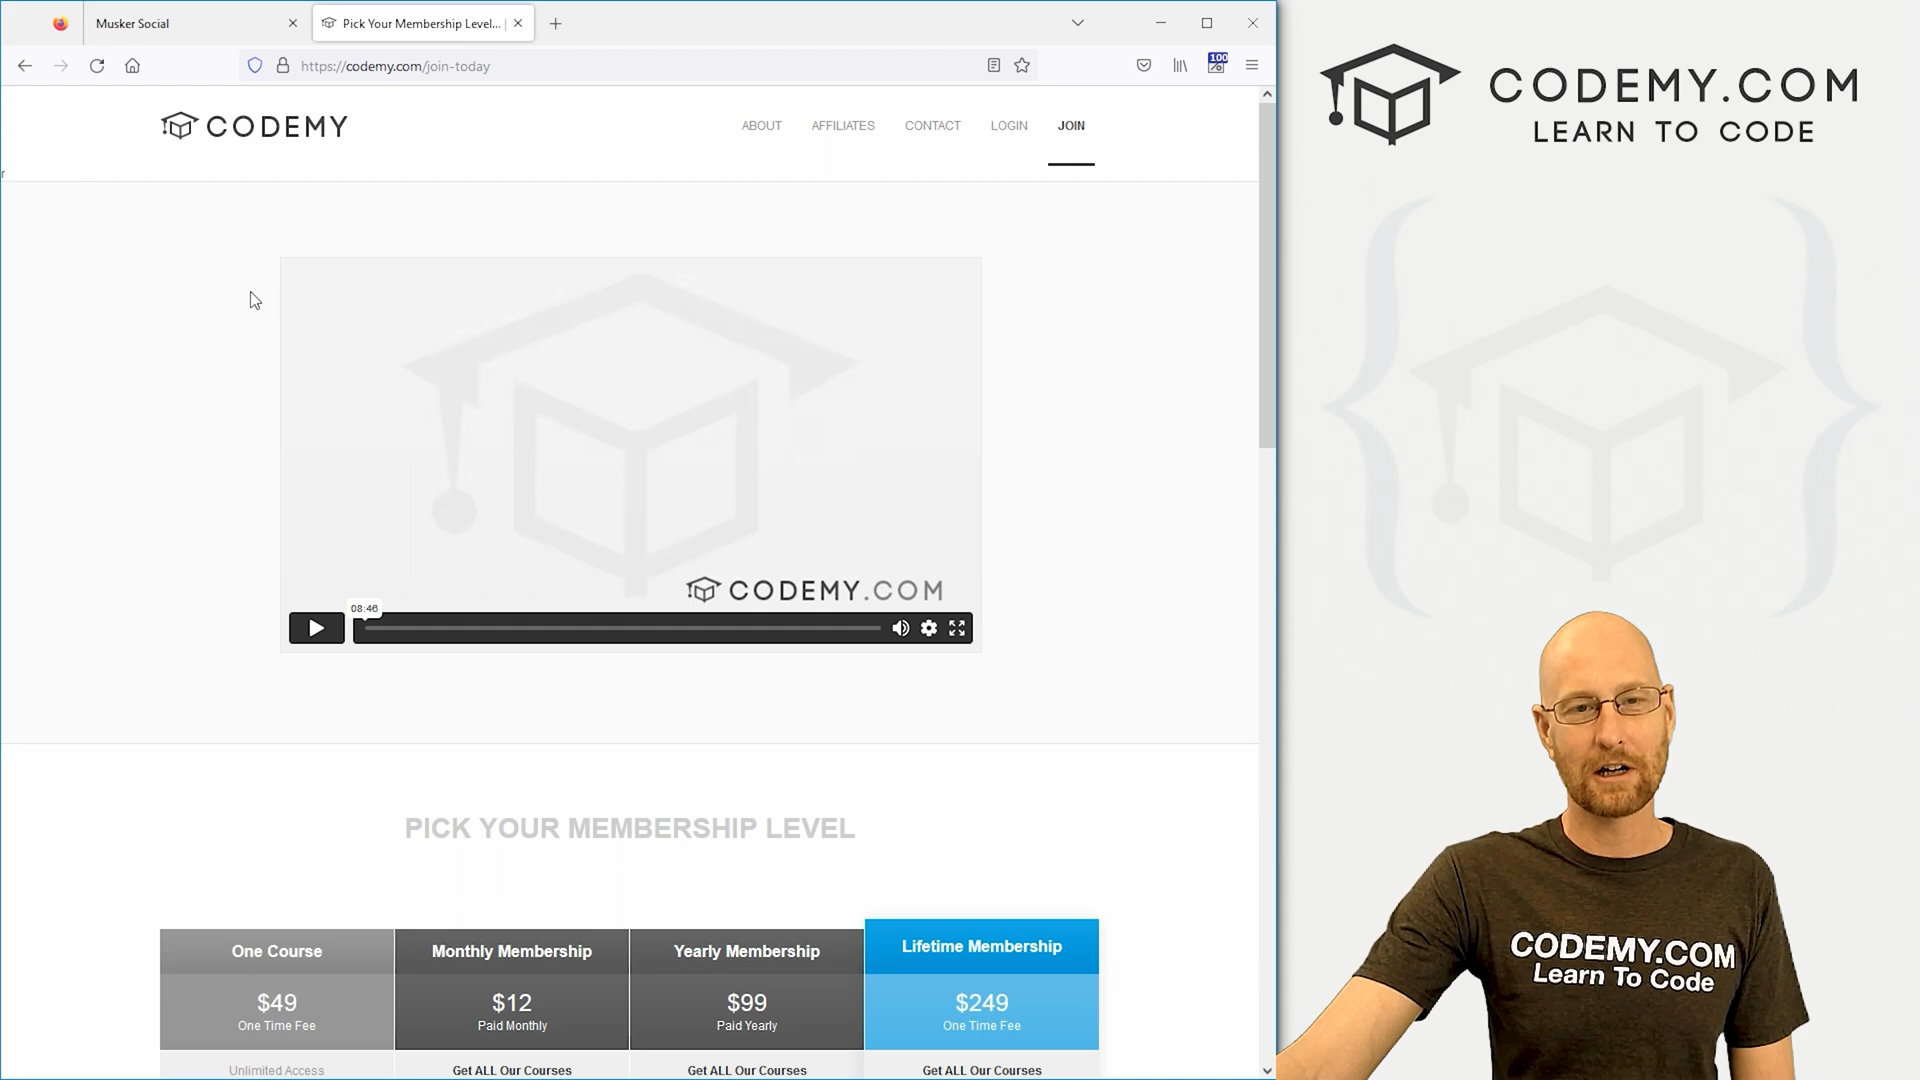 Musker Social
Pick Your Membership Level...
https://codemy.com/join-today
100
CODEMY.COM
LEARN TO CODE
CODEMY
ABOUT
AFFILIATES
CONTACT
LOGIN
JOIN
r
CODEMY.COM
08:46
PICK YOUR MEMBERSHIP LEVEL
One Course
Monthly Membership
Yearly Membership
Lifetime Membership
$49
$12
$99
$249
One Time Fee
Paid Monthly
Paid Yearly
One Time Fee
Unlimited Access
Get ALL Our Courses
Get ALL Our Courses
Get ALL Our Courses
CODEMY.COM
Learn To Code